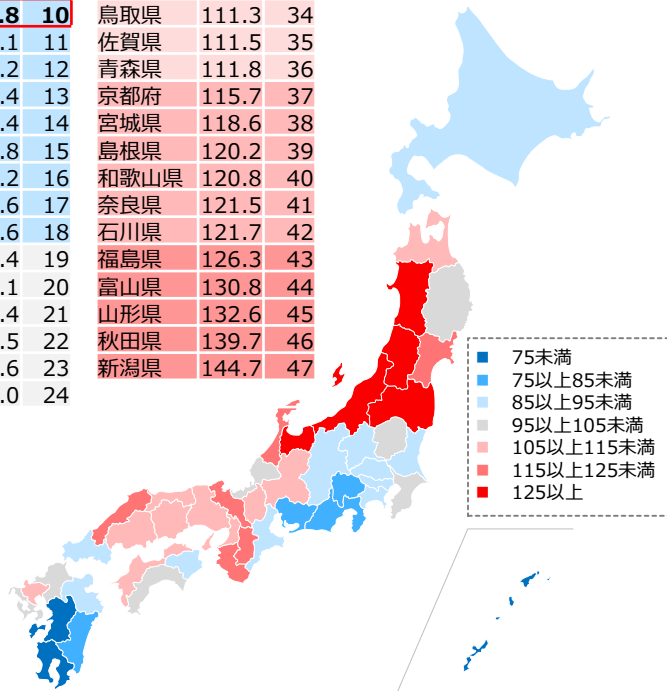 .8 10
.1 11
.2 12
.4 13
.4 14
.8 15
.2 16
.6 17
.6 18
.4 19
.1 20
.4 21
.5 22
.6 23
.0 24
鳥取県 111.3 34
佐賀県 111.5 35
青森県 111.8 36
京都府 115.7 37
宮城県 118.6 38
島根県 120.2 39
和歌山県 120.8 40
奈良県 121.5 41
石川県 121.7 42
福島県 126.3 43
富山県 130.8 44
山形県 132.6 45
秋田県 139.7 46
新潟県 144.7 47
75未満
75以上85未満
85以上95未満
95以上105未満
105以上115未満
115以上125未満
125以上